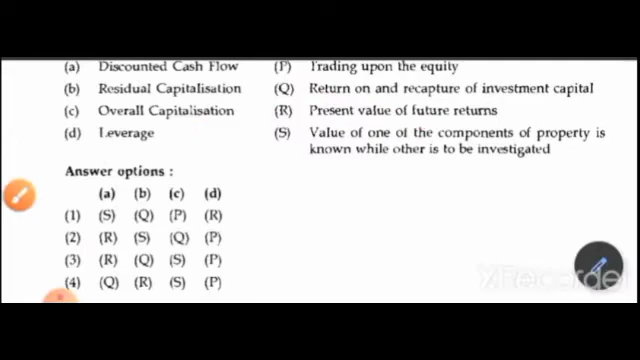 (a) Discounted Cash Flow (P) Trading upon the equity
(b) Residual Capitalisation (Q) Return on and recapture of investment capital
(c) Overall Capitalisation (R) Present value of future returns
(d) Leverage (S) Value of one of the components of property is
known while other is to be investigated
Answer options :
(a) (b) (c) (d)
(1) (S) (Q) (P) (R)
(2) (R) (S) (Q) (P)
(3) (R) (Q) (S) (P)
(4) (Q) (R) (S) (P)
XRecorder